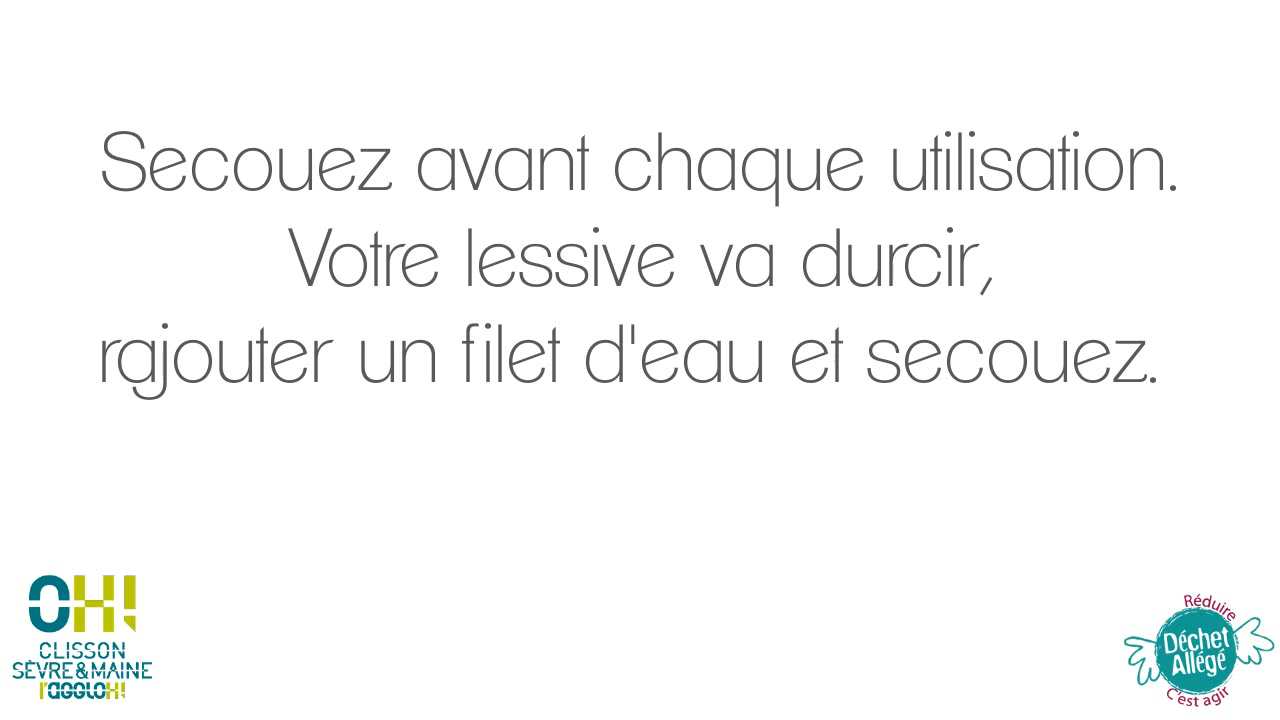 Secouez avant chaque utilisation.
Votre lessive va durcir,
rajouter un filet d'eau et secouez.
OH!
CLISSON
SÈVRE & MAINE
l'aggloH!
Réduire
Déchet
Allégé
C'est agir